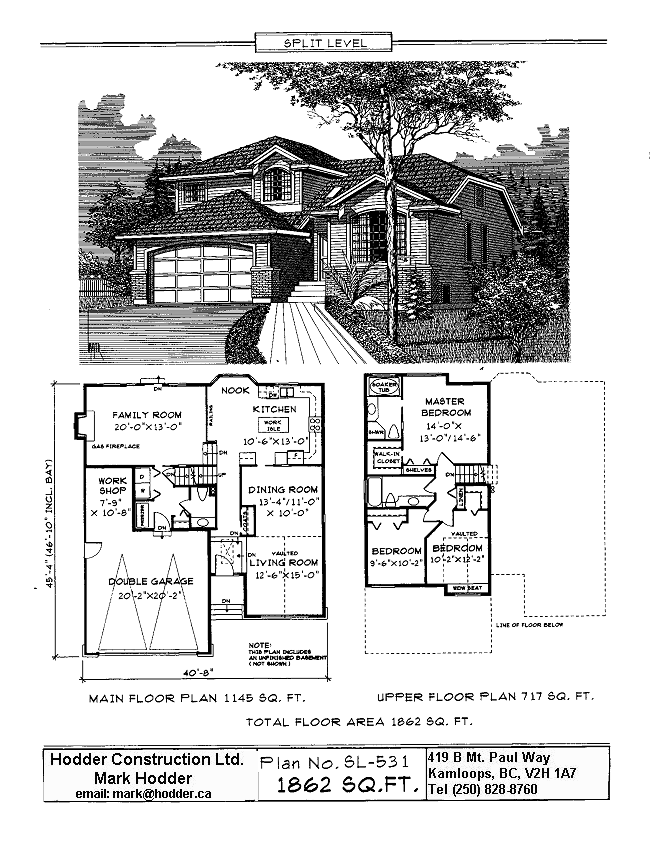 SPLIT LEVEL
NOOK
DN
FAMILY ROOM
20'-0"X13'-0"
GAS FIREPLACE
RAILING
KITCHEN
WORK
ISLE
10'-6"X13'-0"
F
DN
UP
DN
WORK
SHOP
7'-9"
X 10'-8"
D
W
FREEZER
DN
DINING ROOM
13'-4"/11'-0"
X 10'-0"
COATS
DN
VAULTED
LIVING ROOM
12'-6"X15'-0"
DOUBLE GARAGE
20'-2"X20'-2"
DN
45'-4" (46'-10" INCL. BAY)
40'-8"
NOTE:
THIS PLAN INCLUDES
AN UNFINISHED BASEMENT
( NOT SHOWN )
SOAKER
TUB
SHWR
MASTER
BEDROOM
14'-0"X
13'-0"/14'-6"
WALK-IN
CLOSET
SHELVES
DN
LINEN
VAULTED
BEDROOM
9'-6"X10'-2"
BEDROOM
10'-2"X12'-2"
WDW SEAT
LINE OF FLOOR BELOW
MAIN FLOOR PLAN 1145 SQ. FT.
UPPER FLOOR PLAN 717 SQ. FT.
TOTAL FLOOR AREA 1862 SQ. FT.
Hodder Construction Ltd.
Mark Hodder
email: mark@hodder.ca
Plan No. SL-531
1862 SQ.FT.
419 B Mt. Paul Way
Kamloops, BC, V2H 1A7
Tel (250) 828-8760